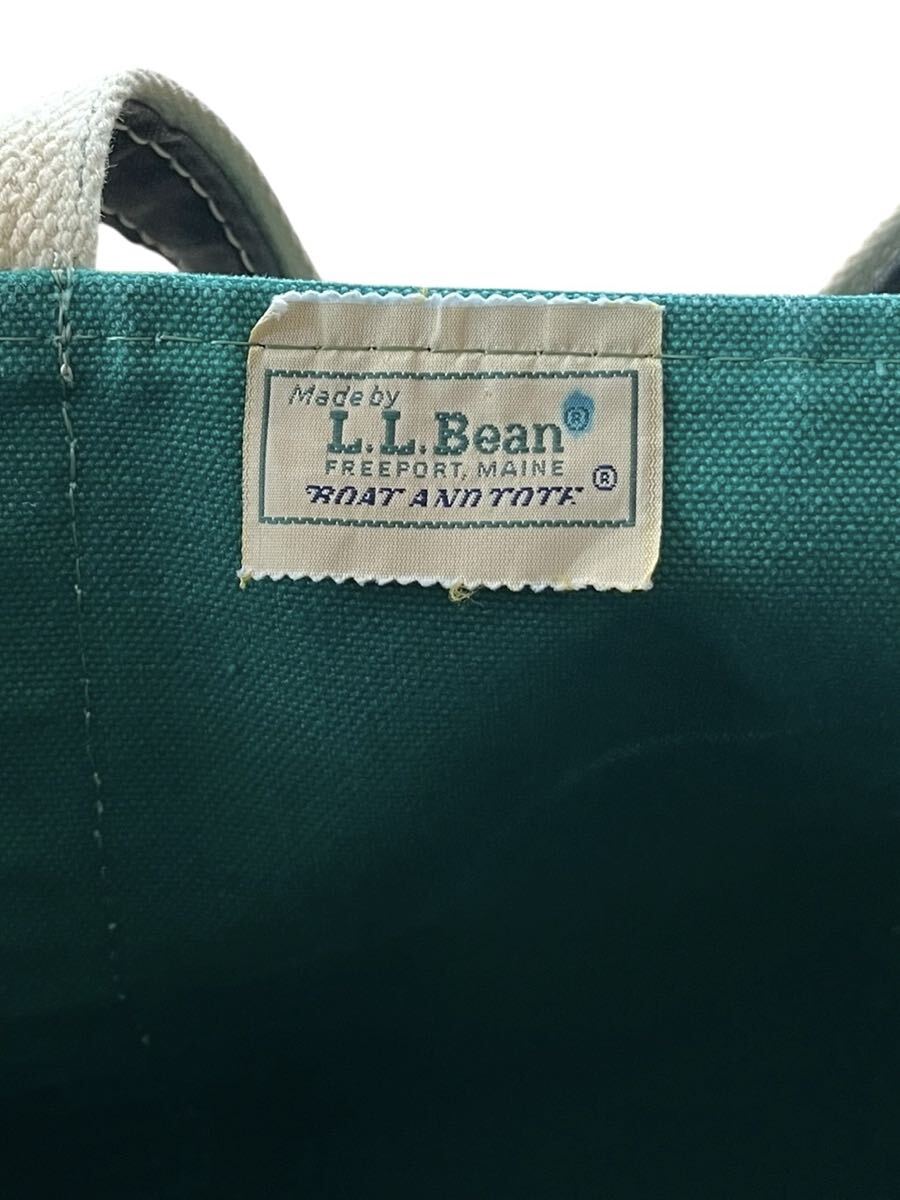 Made by
L.L.Bean®
FREEPORT, MAINE
BOAT AND TOTE ®